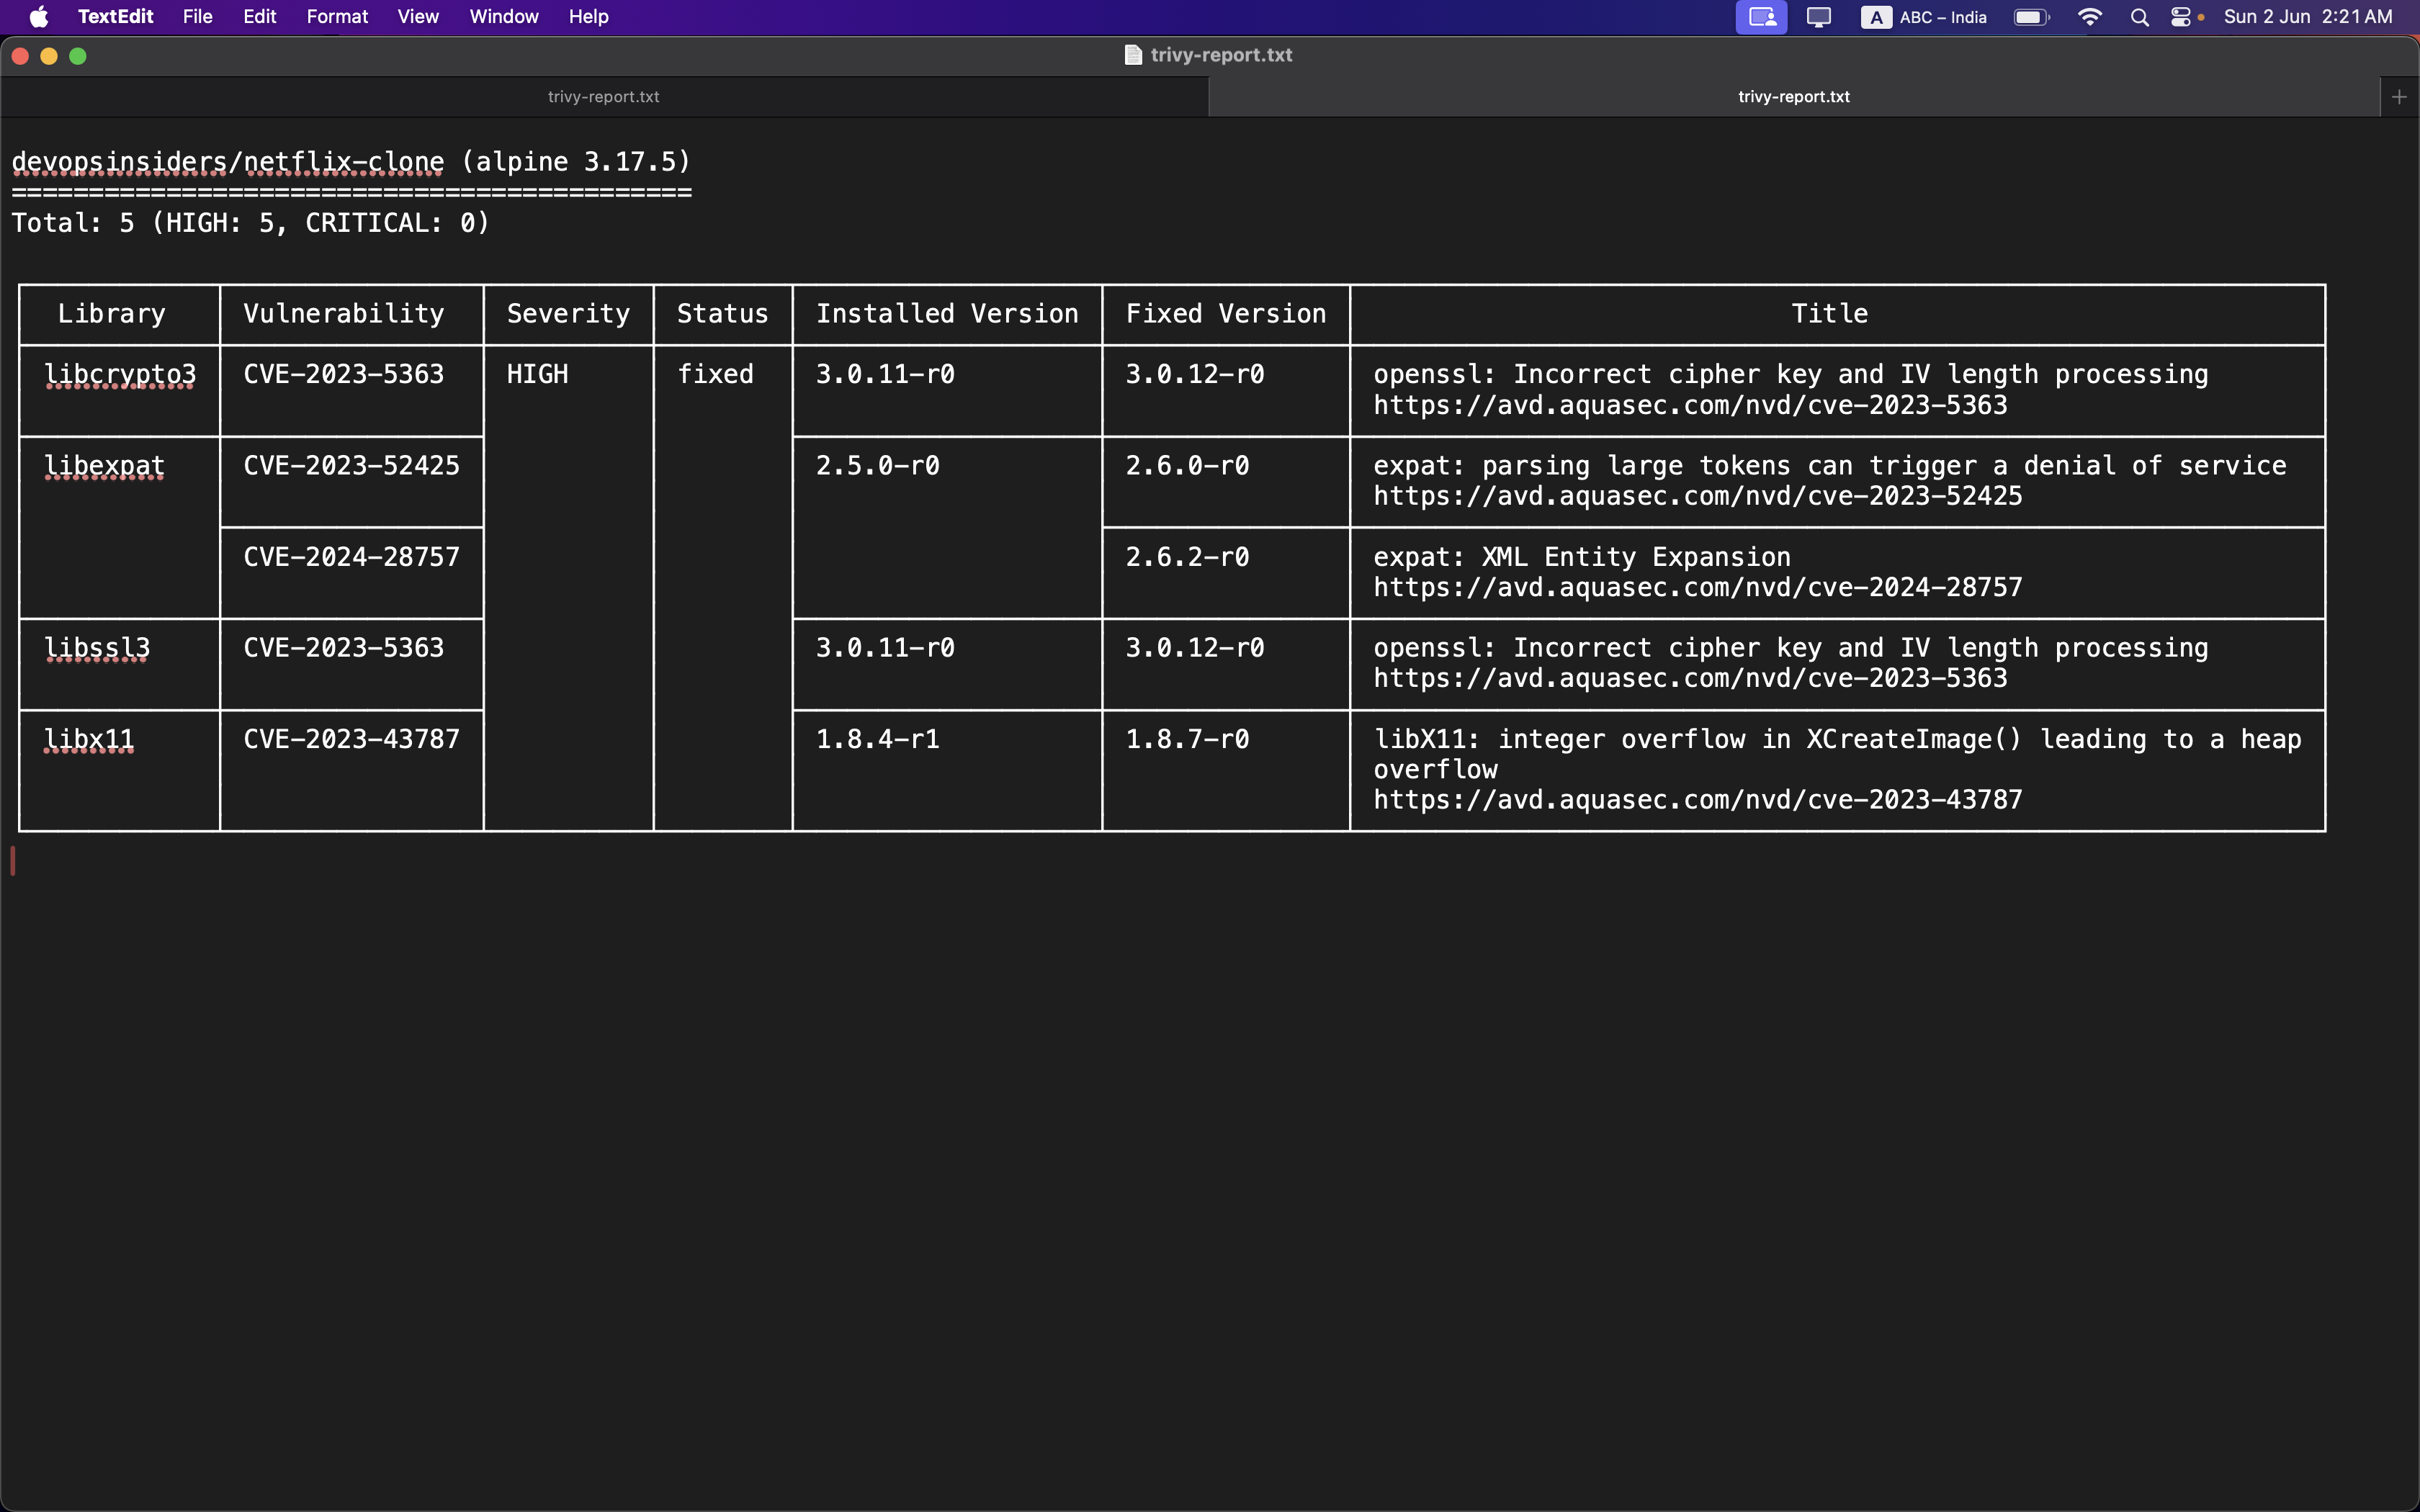 TextEdit File Edit Format View Window Help A ABC – India Sun 2 Jun 2:21 AM
trivy-report.txt
trivy-report.txt trivy-report.txt +
devopsinsiders/netflix-clone (alpine 3.17.5)
============================================
Total: 5 (HIGH: 5, CRITICAL: 0)
Library Vulnerability Severity Status Installed Version Fixed Version Title
libcrypto3 CVE-2023-5363 HIGH fixed 3.0.11-r0 3.0.12-r0 openssl: Incorrect cipher key and IV length processing
https://avd.aquasec.com/nvd/cve-2023-5363
libexpat CVE-2023-52425 2.5.0-r0 2.6.0-r0 expat: parsing large tokens can trigger a denial of service
https://avd.aquasec.com/nvd/cve-2023-52425
CVE-2024-28757 2.6.2-r0 expat: XML Entity Expansion
https://avd.aquasec.com/nvd/cve-2024-28757
libssl3 CVE-2023-5363 3.0.11-r0 3.0.12-r0 openssl: Incorrect cipher key and IV length processing
https://avd.aquasec.com/nvd/cve-2023-5363
libx11 CVE-2023-43787 1.8.4-r1 1.8.7-r0 libX11: integer overflow in XCreateImage() leading to a heap
overflow
https://avd.aquasec.com/nvd/cve-2023-43787